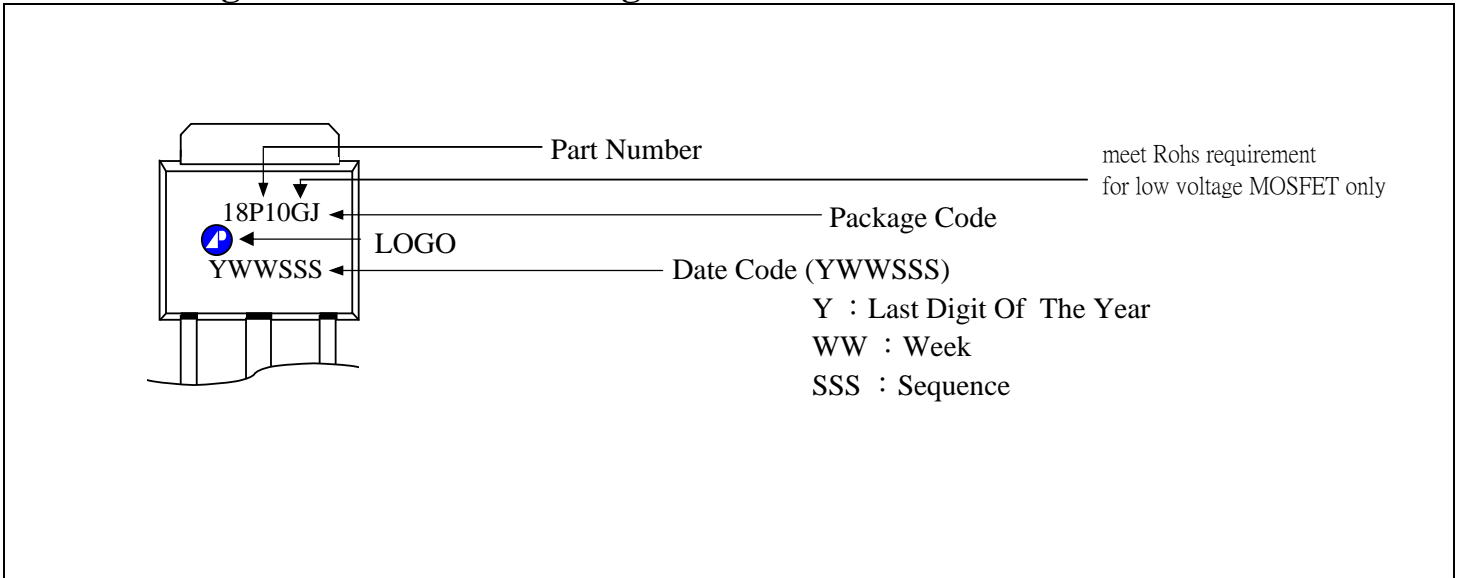 Part Number
meet Rohs requirement
for low voltage MOSFET only
18P10GJ
Package Code
LOGO
YWWSSS
Date Code (YWWSSS)
Y : Last Digit Of The Year
WW : Week
SSS : Sequence